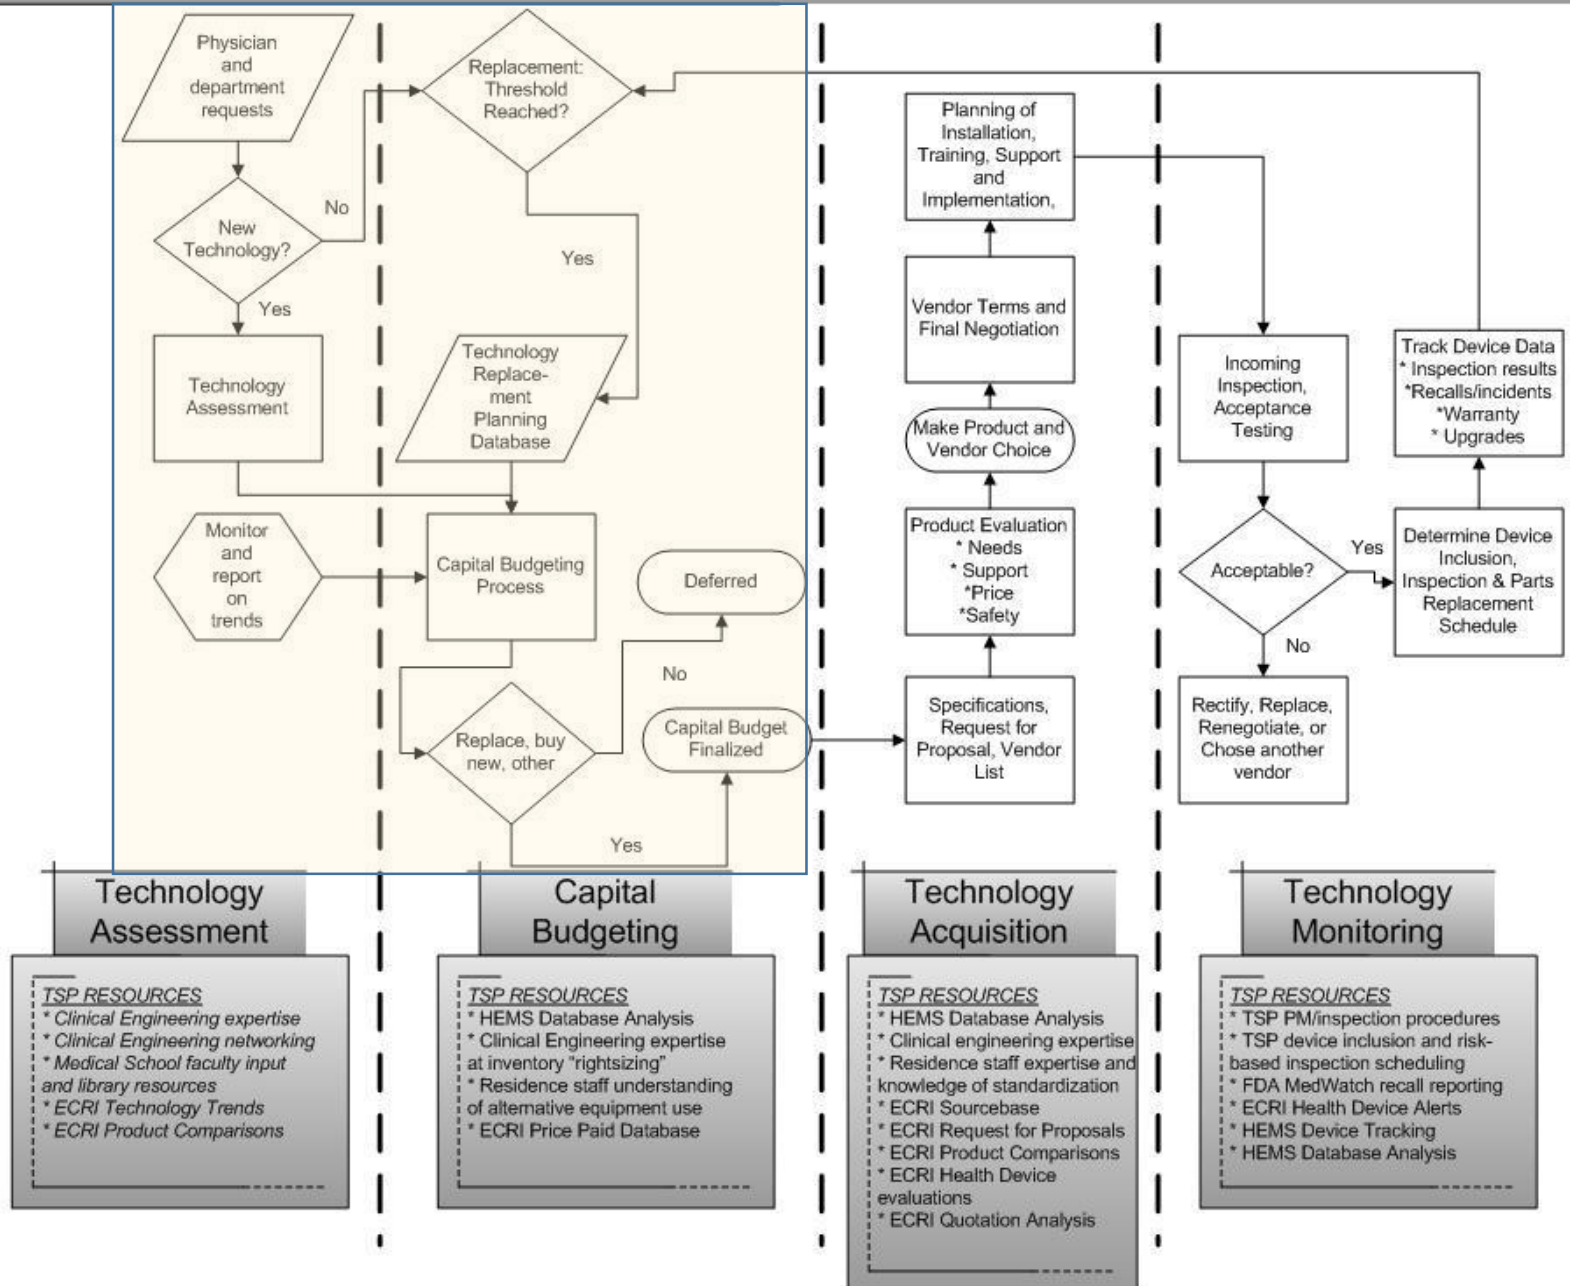 Physician
and
department
requests
New
Technology?
No
Yes
Technology
Assessment
Monitor
and
report
on
trends
Replacement:
Threshold
Reached?
Yes
Technology
Replace-
ment
Planning
Database
Capital Budgeting
Process
Deferred
No
Replace, buy
new, other
Capital Budget
Finalized
Yes
Planning of
Installation,
Training, Support
and
Implementation,
Vendor Terms and
Final Negotiation
Make Product and
Vendor Choice
Product Evaluation
* Needs
* Support
*Price
*Safety
Specifications,
Request for
Proposal, Vendor
List
Incoming
Inspection,
Acceptance
Testing
Acceptable?
Yes
No
Rectify, Replace,
Renegotiate, or
Chose another
vendor
Track Device Data
* Inspection results
*Recalls/incidents
*Warranty
* Upgrades
Determine Device
Inclusion,
Inspection & Parts
Replacement
Schedule
Technology
Assessment
TSP RESOURCES
* Clinical Engineering expertise
* Clinical Engineering networking
* Medical School faculty input
and library resources
* ECRI Technology Trends
* ECRI Product Comparisons
Capital
Budgeting
TSP RESOURCES
* HEMS Database Analysis
* Clinical Engineering expertise
at inventory "rightsizing"
* Residence staff understanding
of alternative equipment use
* ECRI Price Paid Database
Technology
Acquisition
TSP RESOURCES
* HEMS Database Analysis
* Clinical engineering expertise
* Residence staff expertise and
knowledge of standardization
* ECRI Sourcebase
* ECRI Request for Proposals
* ECRI Product Comparisons
* ECRI Health Device
evaluations
* ECRI Quotation Analysis
Technology
Monitoring
TSP RESOURCES
* TSP PM/inspection procedures
* TSP device inclusion and risk-
based inspection scheduling
* FDA MedWatch recall reporting
* ECRI Health Device Alerts
* HEMS Device Tracking
* HEMS Database Analysis